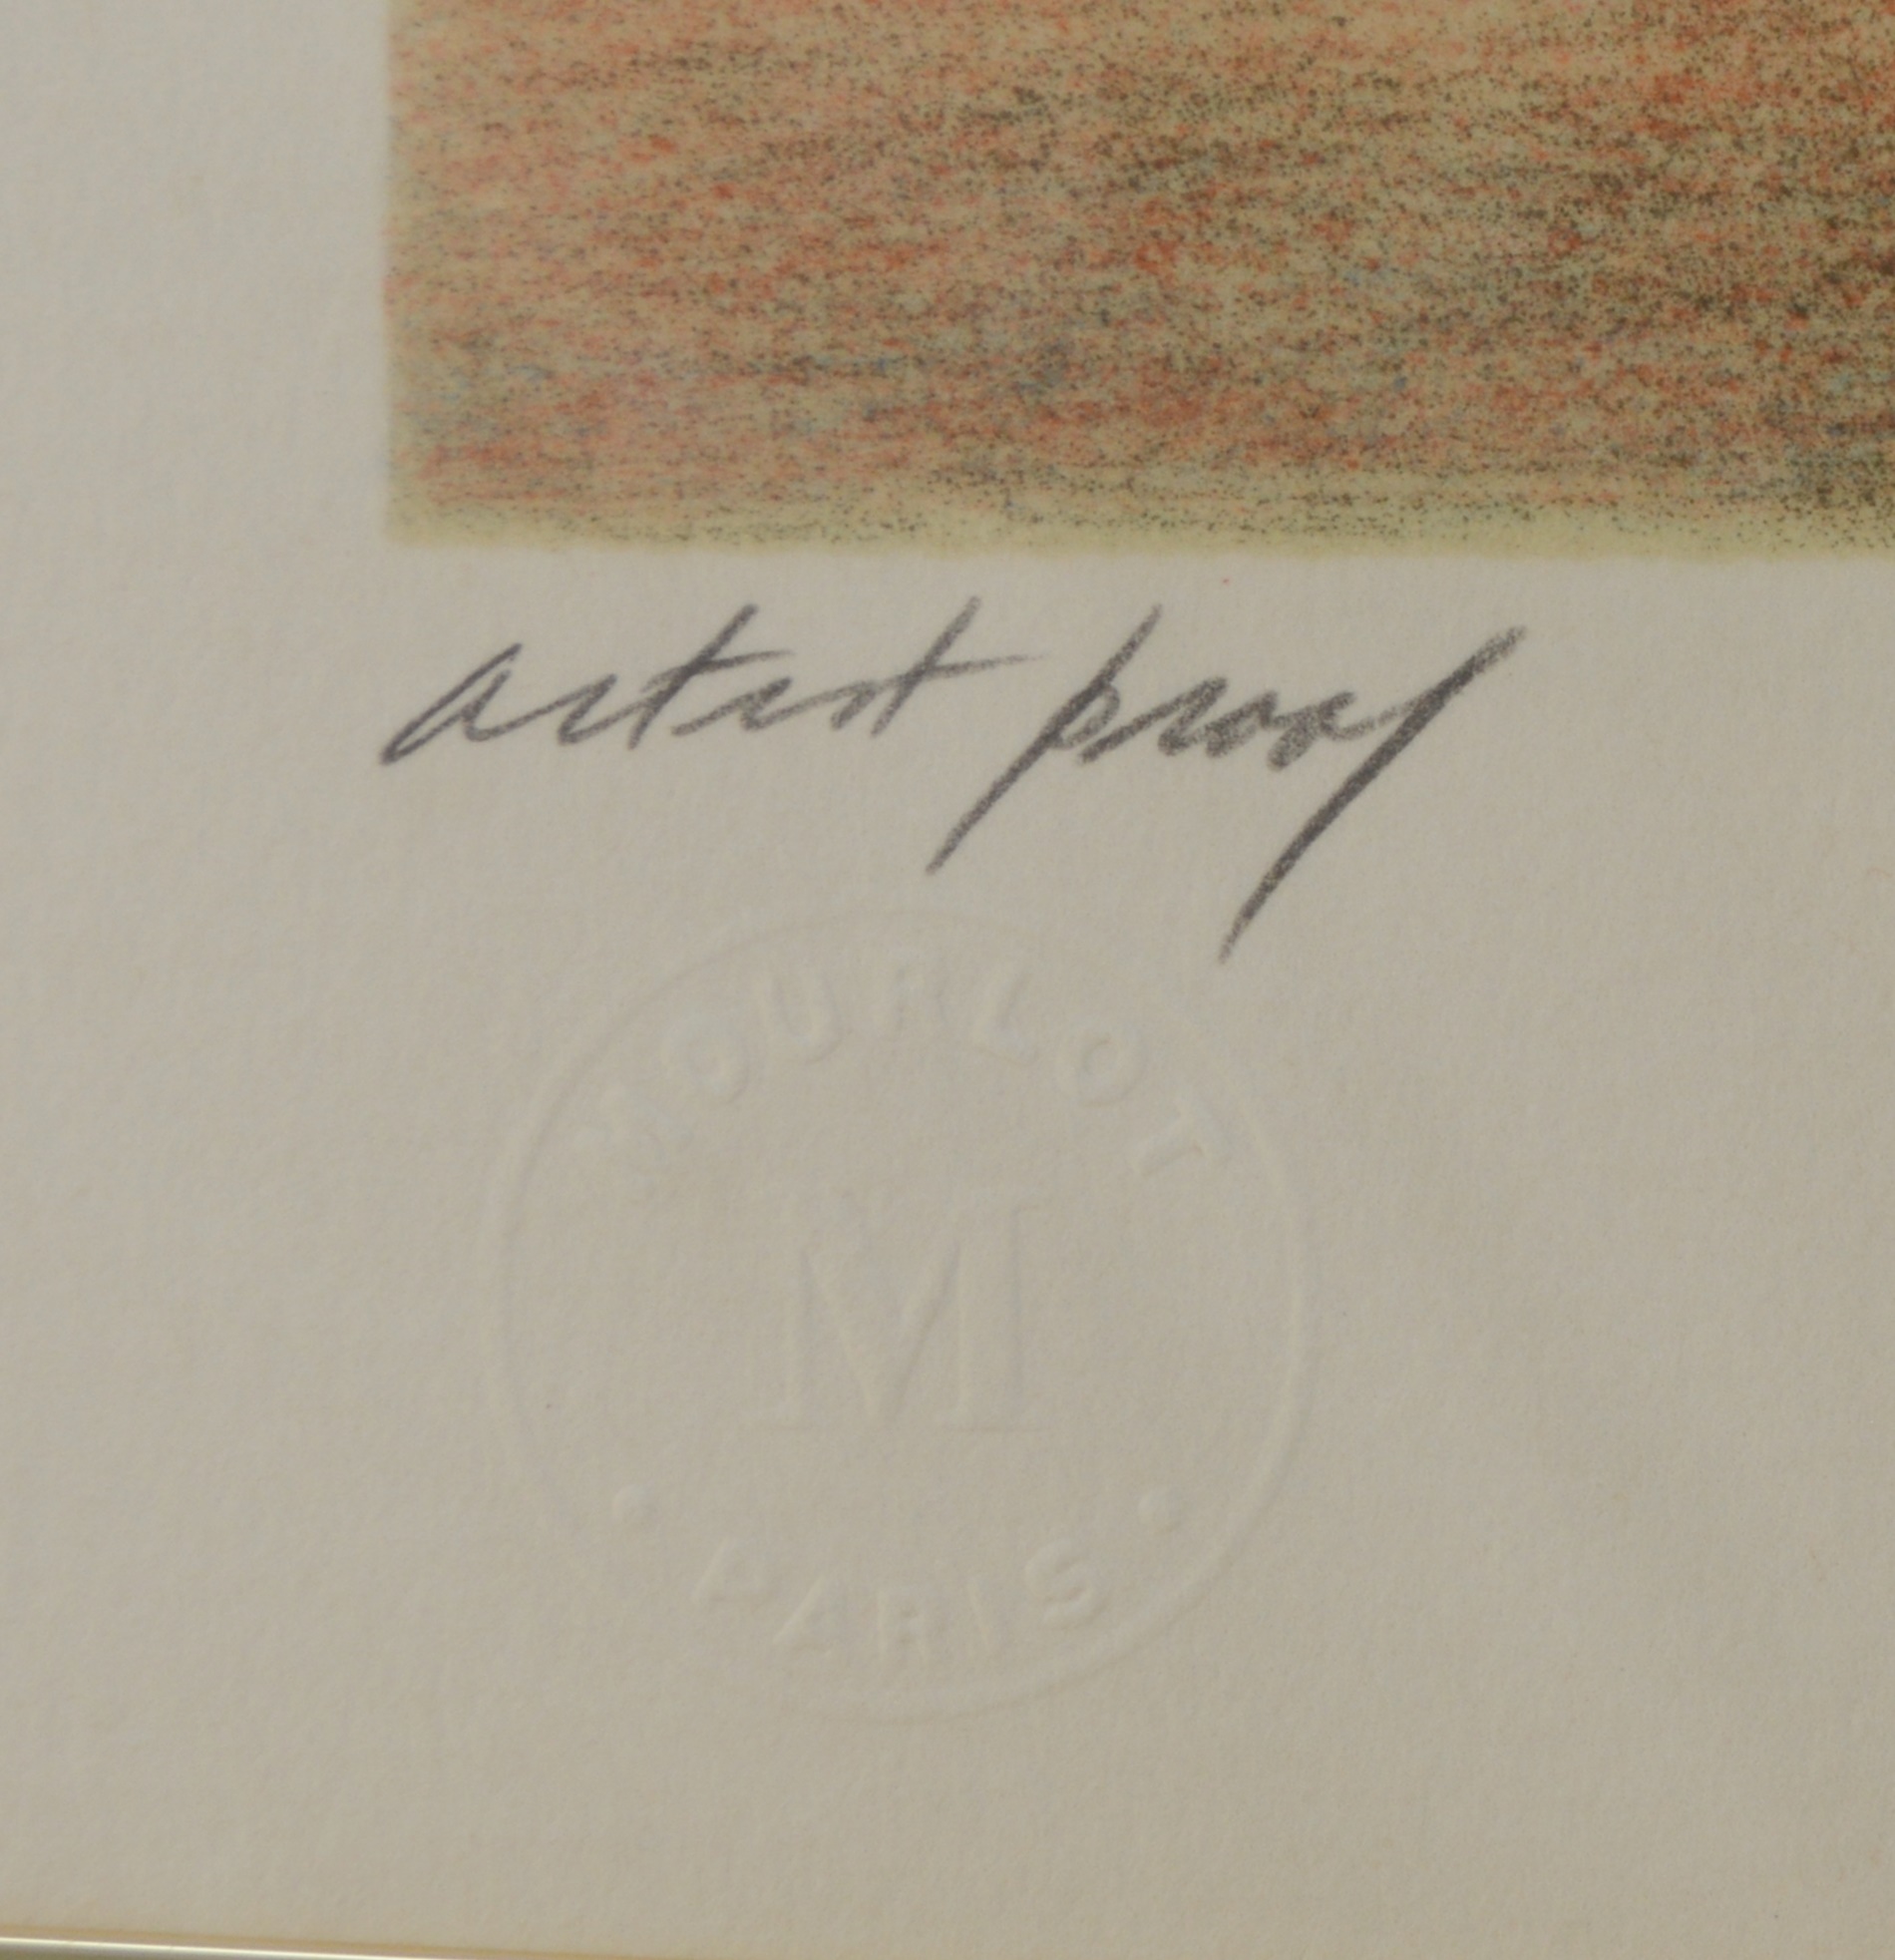 artist proof
MOURLOT
M
• PARIS •